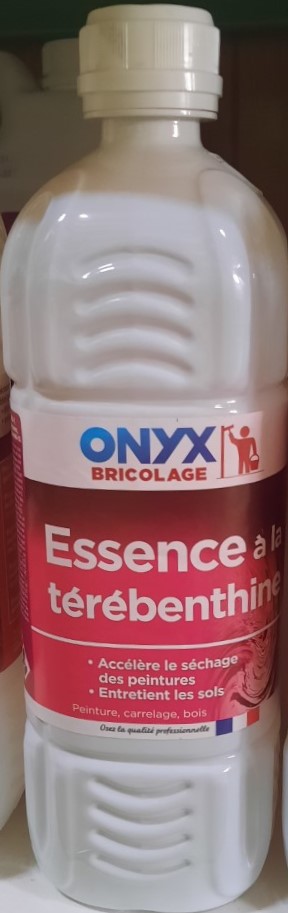 ONYX
BRICOLAGE
Essence à la
térébenthine
• Accélère le séchage
des peintures
• Entretient les sols
Peinture, carrelage, bois
Osez la qualité professionnelle